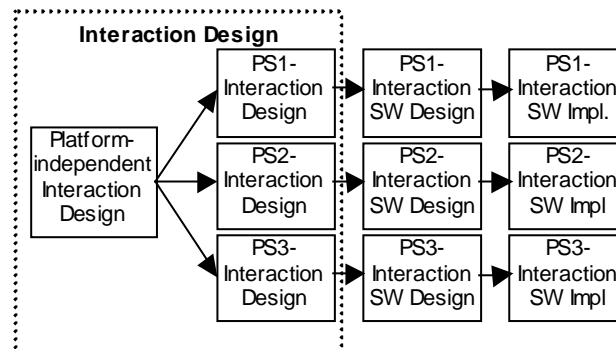 Interaction Design
PS1-
Interaction
Design
PS1-
Interaction
SW Design
PS1-
Interaction
SW Impl.
Platform-
independent
Interaction
Design
PS2-
Interaction
Design
PS2-
Interaction
SW Design
PS2-
Interaction
SW Impl
PS3-
Interaction
Design
PS3-
Interaction
SW Design
PS3-
Interaction
SW Impl